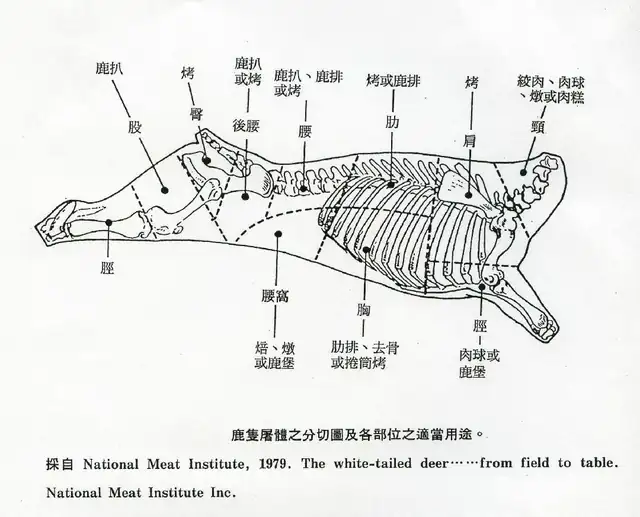 鹿扒
股
烤
臀
鹿扒
或烤
後腰
鹿扒、鹿排
或烤
腰
烤或鹿排
肋
烤
肩
絞肉、肉球
、燉或肉糕
頸
脛
腰窩
焙、燉
或鹿堡
胸
肋排、去骨
或捲筒烤
脛
肉球或
鹿堡
鹿隻屠體之分切圖及各部位之適當用途。
採自 National Meat Institute, 1979. The white-tailed deer……from field to table.
National Meat Institute Inc.